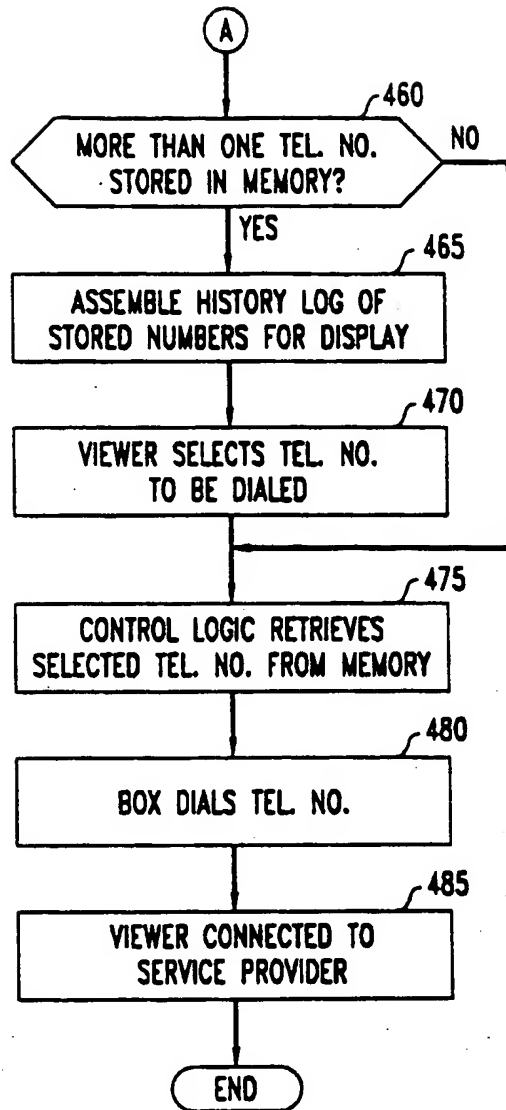 A
460
MORE THAN ONE TEL. NO.
STORED IN MEMORY?
NO
YES
465
ASSEMBLE HISTORY LOG OF
STORED NUMBERS FOR DISPLAY
470
VIEWER SELECTS TEL. NO.
TO BE DIALED
475
CONTROL LOGIC RETRIEVES
SELECTED TEL. NO. FROM MEMORY
480
BOX DIALS TEL. NO.
485
VIEWER CONNECTED TO
SERVICE PROVIDER
END